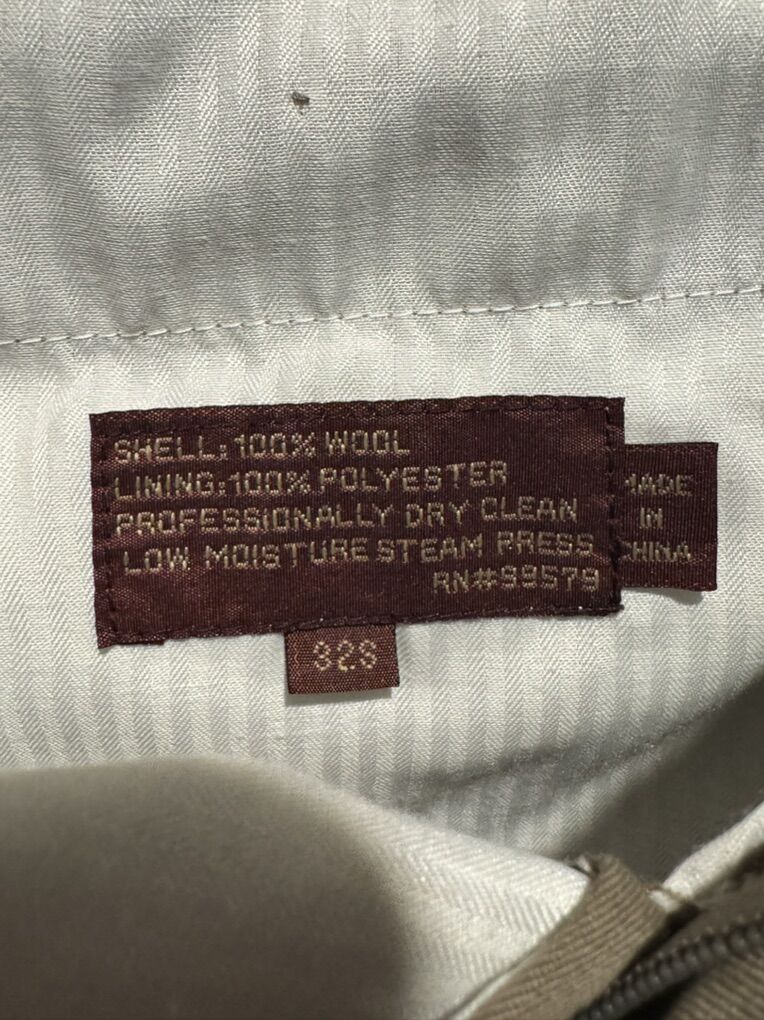 SHELL: 100% WOOL
LINING: 100% POLYESTER
PROFESSIONALLY DRY CLEAN
LOW MOISTURE STEAM PRESS
RN#99579
MADE
IN
CHINA
32S